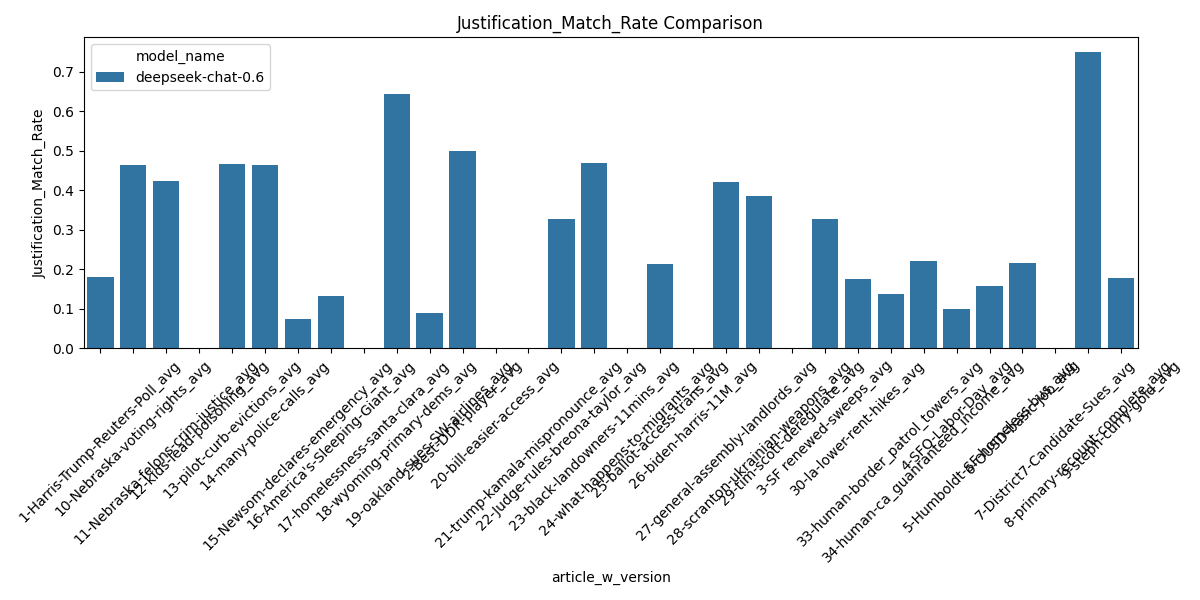 Justification_Match_Rate Comparison
model_name
deepseek-chat-0.6
Justification_Match_Rate
0.7
0.6
0.5
0.4
0.3
0.2
0.1
0.0
1-Harris-Trump-Reuters-Poll_avg
10-Nebraska-voting-rights_avg
11-Nebraska-felons-crim-justice_avg
12-kids-lead-poisoning_avg
13-pilot-curb-evictions_avg
14-many-police-calls_avg
15-Newsom-declares-emergency_avg
16-America's-Sleeping-Giant_avg
17-homelessness-santa-clara_avg
18-wyoming-primary-dems_avg
19-oakland-sues-SW-airlines_avg
2-Best-DDR-player_avg
20-bill-easier-access_avg
21-trump-kamala-mispronounce_avg
22-Judge-rules-breona-taylor_avg
23-black-landowners-11mins_avg
24-what-happens-to-migrants_avg
25-ballot-access-trans_avg
26-biden-harris-11M_avg
27-general-assembly-landlords_avg
28-scranton-ukrainian-weapons_avg
29-tim-scott-deregulate_avg
3-SF renewed-sweeps_avg
30-la-lower-rent-hikes_avg
33-human-border_patrol_towers_avg
34-human-ca_guaranteed_income_avg
4-SFO-Labor-Day_avg
7-District7-Candidate-Sues_avg
8-primary-recount-complete_avg
9-steph-curry-gold_avg
article_w_version